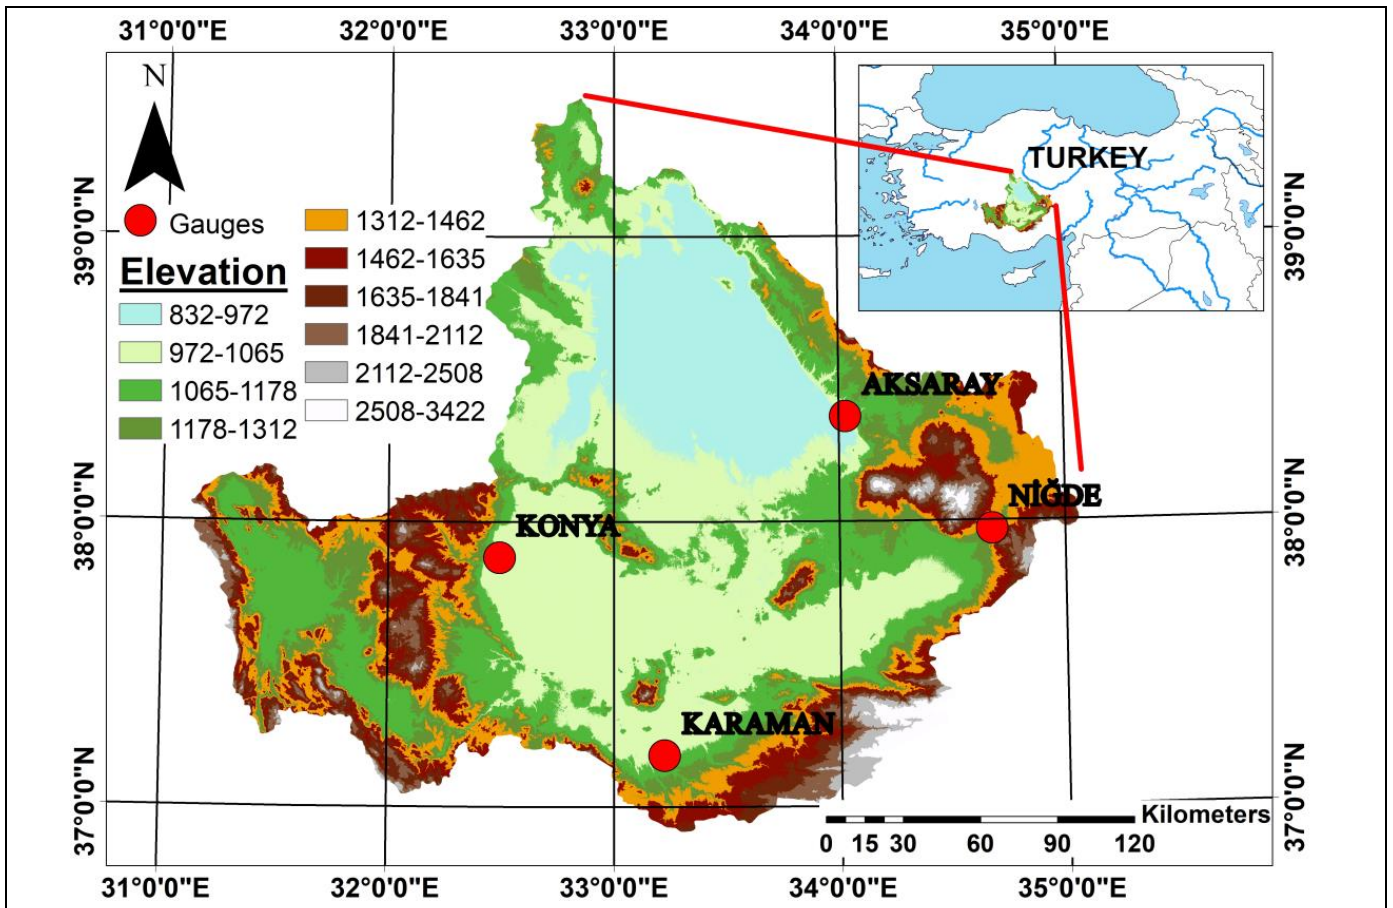 31°0'0"E 32°0'0"E 33°0'0"E 34°0'0"E 35°0'0"E
N
TURKEY
Gauges
Elevation
832-972
972-1065
1065-1178
1178-1312
1312-1462
1462-1635
1635-1841
1841-2112
2112-2508
2508-3422
39°0'0"N
39°0'0"N
AKSARAY
NİĞDE
38°0'0"N
38°0'0"N
KONYA
KARAMAN
37°0'0"N
37°0'0"N
Kilometers
0 15 30 60 90 120
31°0'0"E 32°0'0"E 33°0'0"E 34°0'0"E 35°0'0"E